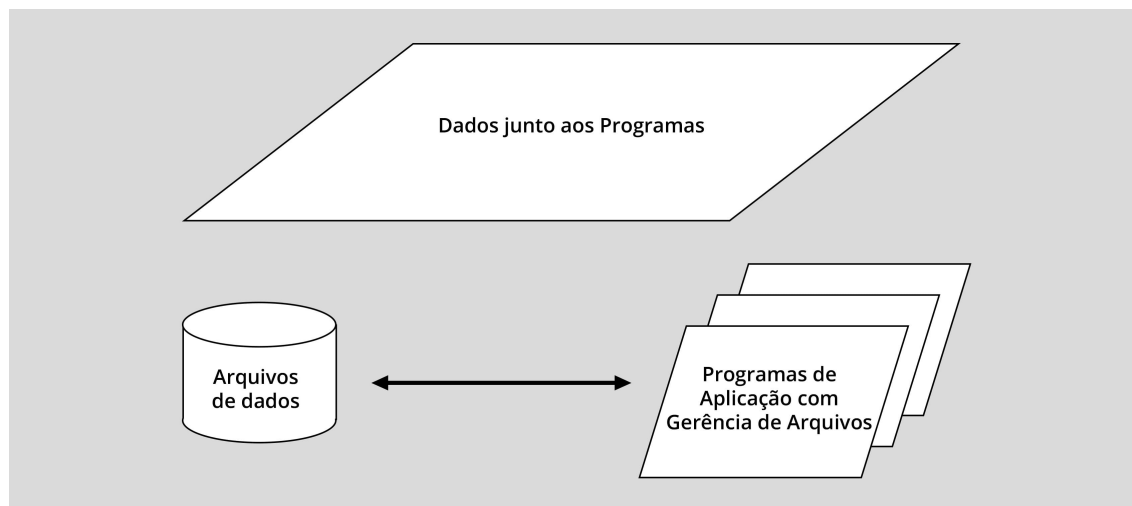 Dados junto aos Programas
Arquivos
de dados
Programas de
Aplicação com
Gerência de Arquivos